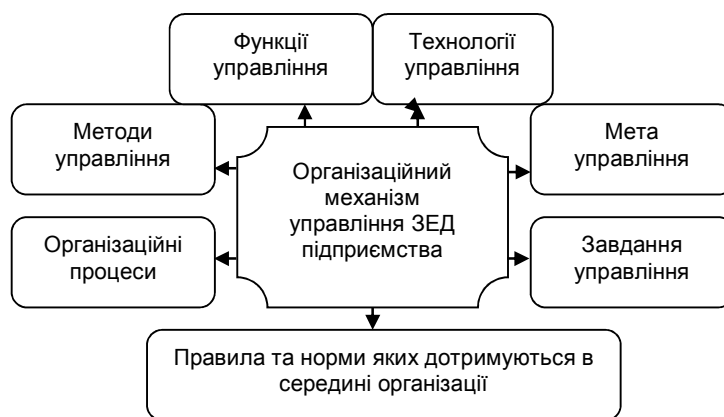 Функції
управління
Технології
управління
Методи
управління
Мета
управління
Організаційний
механізм
управління ЗЕД
підприємства
Організаційні
процеси
Завдання
управління
Правила та норми яких дотримуються в
середині організації